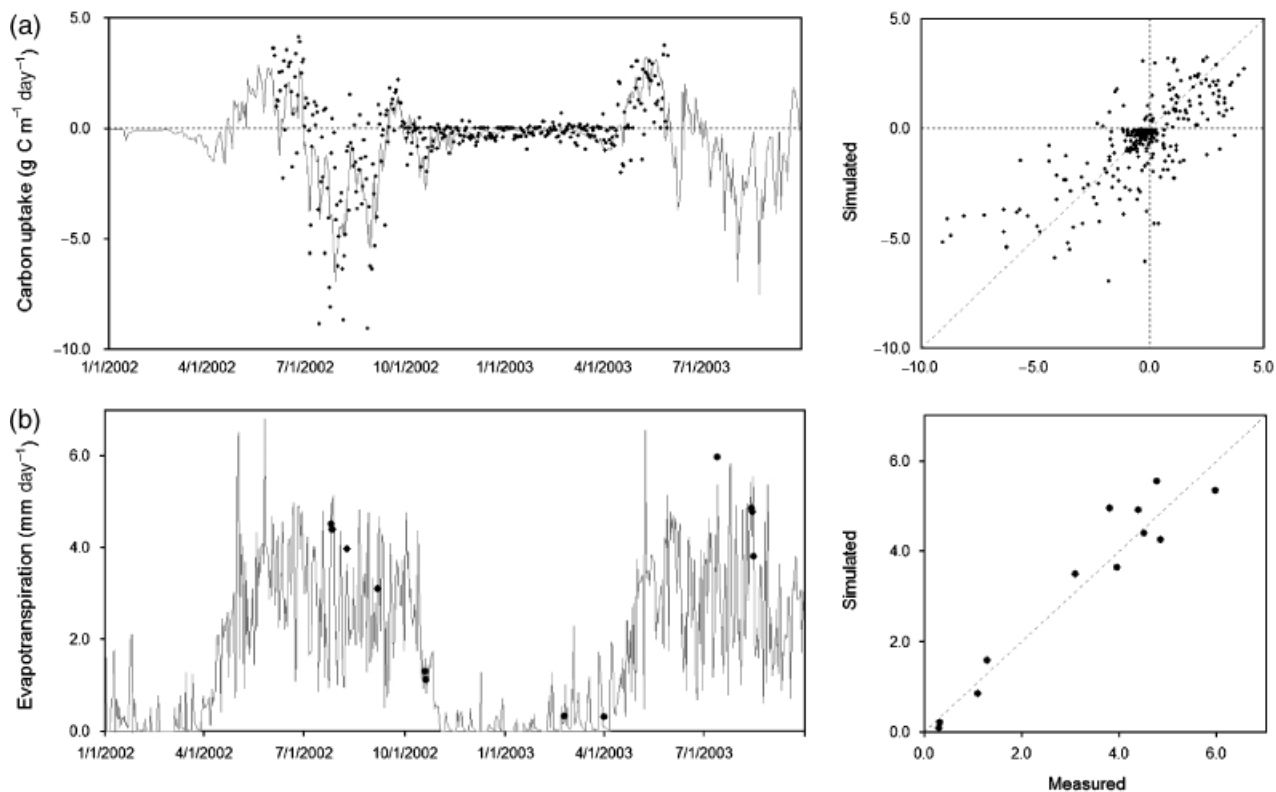 (a)
Carbon uptake (g C m⁻¹ day⁻¹)
5.0
0.0
−5.0
−10.0
1/1/2002 4/1/2002 7/1/2002 10/1/2002 1/1/2003 4/1/2003 7/1/2003
Simulated
5.0
0.0
−5.0
−10.0
−10.0 −5.0 0.0 5.0
(b)
Evapotranspiration (mm day⁻¹)
6.0
4.0
2.0
0.0
1/1/2002 4/1/2002 7/1/2002 10/1/2002 1/1/2003 4/1/2003 7/1/2003
Simulated
6.0
4.0
2.0
0.0
0.0 2.0 4.0 6.0
Measured